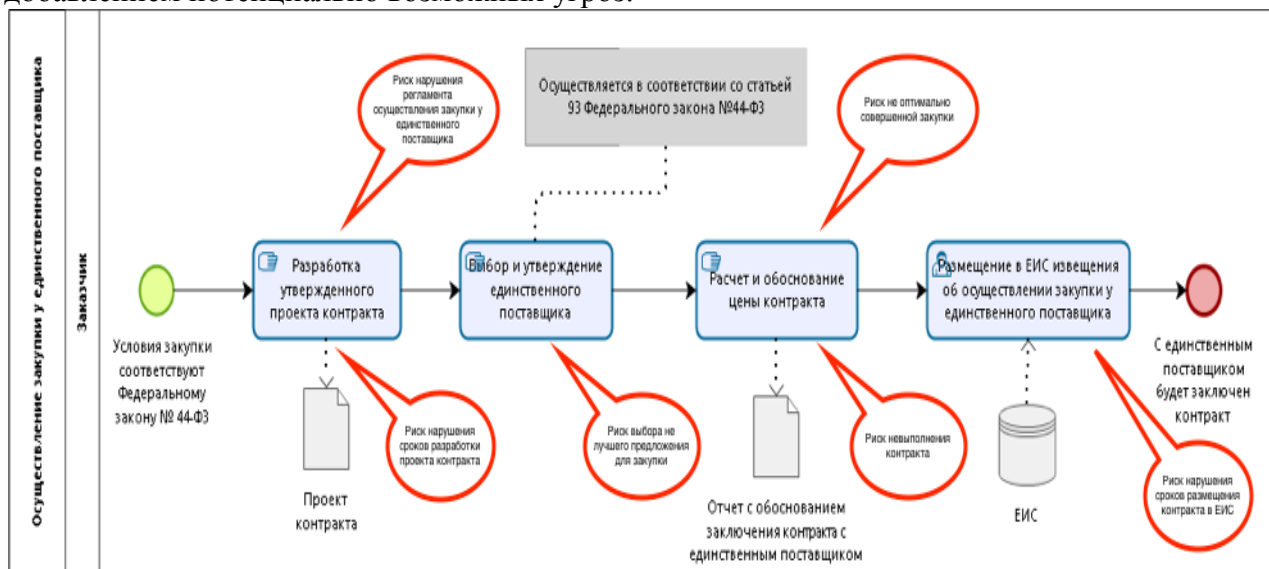 добавлением потенциально возможных угроз.
Осуществление закупки у единственного поставщика
Заказчик
Риск нарушения
регламента
осуществления закупки у
единственного
поставщика
Осуществляется в соответствии со статьей
93 Федерального закона №44-ФЗ
Риск не оптимально
совершенной закупки
Условия закупки
соответствуют
Федеральному
закону № 44-ФЗ
Разработка
утвержденного
проекта контракта
Выбор и утверждение
единственного
поставщика
Расчет и обоснование
цены контракта
Размещение в ЕИС извещения
об осуществлении закупки у
единственного поставщика
С единственным
поставщиком
будет заключен
контракт
Проект
контракта
Риск нарушения
сроков разработки
проекта контракта
Риск выбора не
лучшего предложения
для закупки
Отчет с обоснованием
заключения контракта с
единственным поставщиком
Риск невыполнения
контракта
ЕИС
Риск нарушения
сроков размещения
контракта в ЕИС